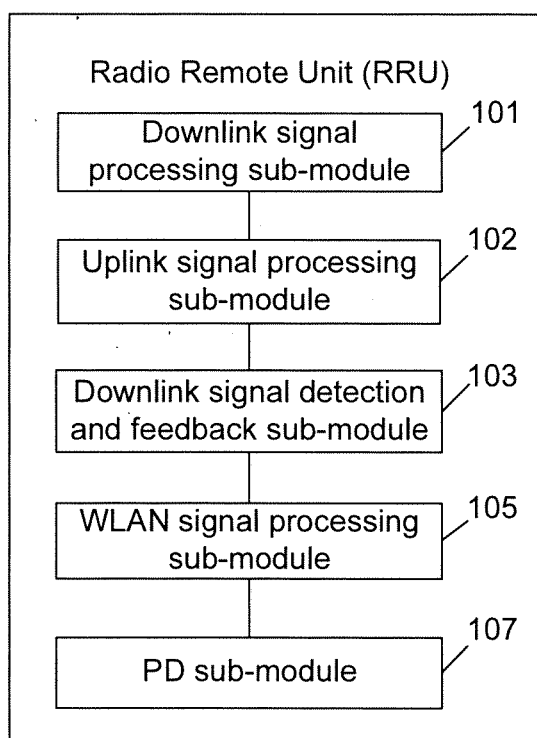 Radio Remote Unit (RRU)
101
Downlink signal
processing sub-module
102
Uplink signal processing
sub-module
103
Downlink signal detection
and feedback sub-module
105
WLAN signal processing
sub-module
107
PD sub-module